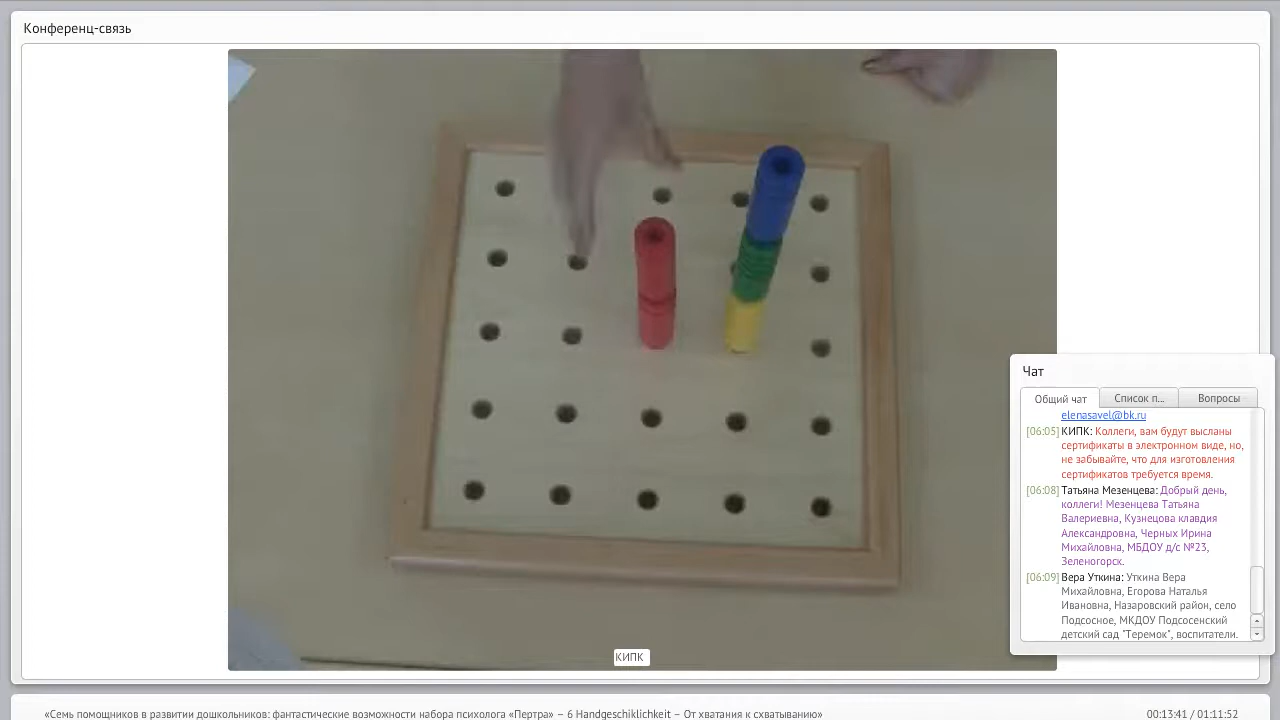 Конференц-связь
КИПК
Чат
Общий чат
Список п...
Вопросы
elenasavel@bk.ru
[06:05] КИПК: Коллеги, вам будут высланы
сертификаты в электронном виде, но,
не забывайте, что для изготовления
сертификатов требуется время.
[06:08] Татьяна Мезенцева: Добрый день,
коллеги! Мезенцева Татьяна
Валериевна, Кузнецова клавдия
Александровна, Черных Ирина
Михайловна, МБДОУ д/с №23,
Зеленогорск.
[06:09] Вера Уткина: Уткина Вера
Михайловна, Егорова Наталья
Ивановна, Назаровский район, село
Подсосное, МКДОУ Подсосенский
детский сад "Теремок", воспитатели.
«Семь помощников в развитии дошкольников: фантастические возможности набора психолога «Пертра» – 6 Handgeschiklichkeit – От хватания к схватыванию»
00:13:41 / 01:11:52